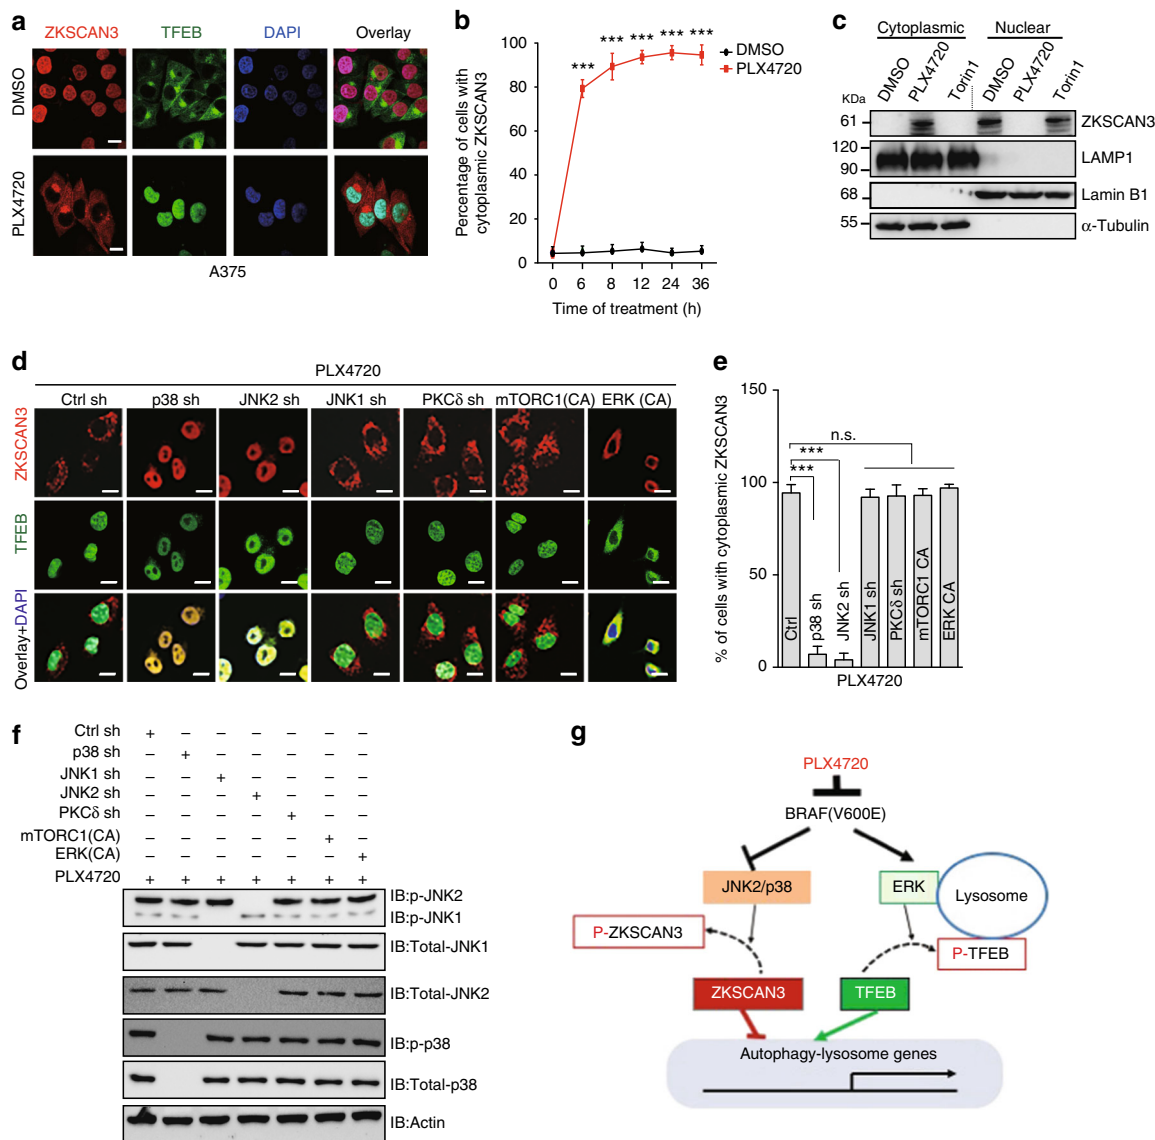 a
ZKSCAN3 TFEB DAPI Overlay
DMSO
PLX4720
A375
b
Percentage of cells with
cytoplasmic ZKSCAN3
100
80
60
40
20
0
*** *** *** *** ***
DMSO
PLX4720
0 6 8 12 24 36
Time of treatment (h)
c
Cytoplasmic Nuclear
DMSO PLX4720 Torin1 DMSO PLX4720 Torin1
KDa
61 ZKSCAN3
120
90
LAMP1
68 Lamin B1
55 α-Tubulin
d
PLX4720
Ctrl sh p38 sh JNK2 sh JNK1 sh PKCδ sh mTORC1(CA) ERK (CA)
ZKSCAN3
TFEB
Overlay+DAPI
e
% of cells with cytoplasmic ZKSCAN3
150
100
50
0
n.s.
***
***
Ctrl p38 sh JNK2 sh JNK1 sh PKCδ sh mTORC1 CA ERK CA
PLX4720
f
Ctrl sh + – – – – – –
p38 sh – + – – – – –
JNK1 sh – – + – – – –
JNK2 sh – – – + – – –
PKCδ sh – – – – + – –
mTORC1(CA) – – – – – + –
ERK(CA) – – – – – – +
PLX4720 + + + + + + +
IB:p-JNK2
IB:p-JNK1
IB:Total-JNK1
IB:Total-JNK2
IB:p-p38
IB:Total-p38
IB:Actin
g
PLX4720
BRAF(V600E)
JNK2/p38 ERK Lysosome
P-ZKSCAN3 P-TFEB
ZKSCAN3 TFEB
Autophagy-lysosome genes